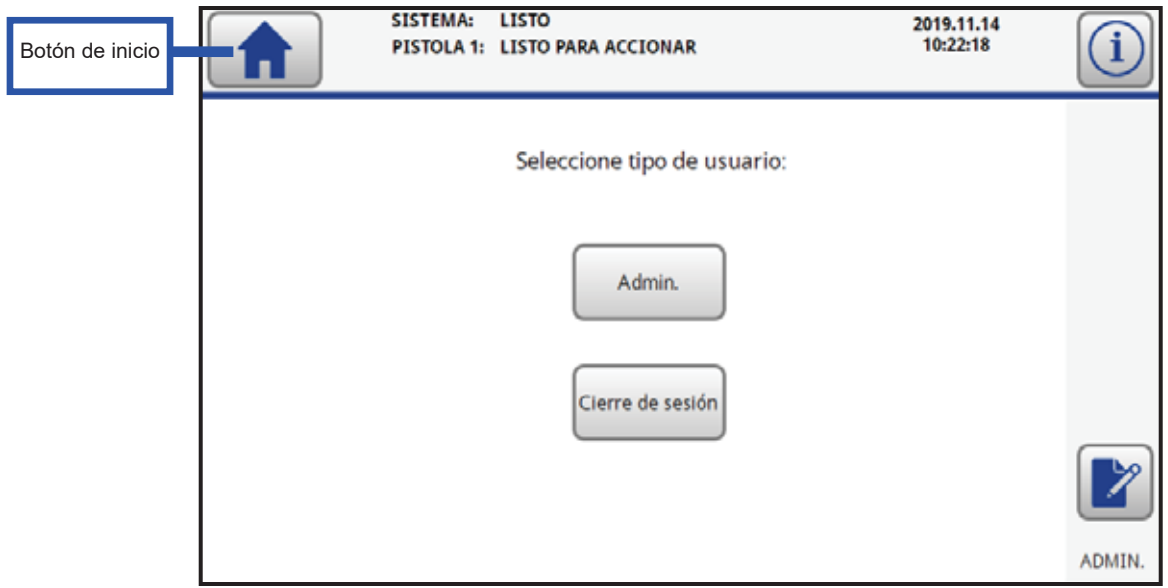 Botón de inicio
SISTEMA: LISTO
PISTOLA 1: LISTO PARA ACCIONAR
2019.11.14
10:22:18
i
Seleccione tipo de usuario:
Admin.
Cierre de sesión
ADMIN.